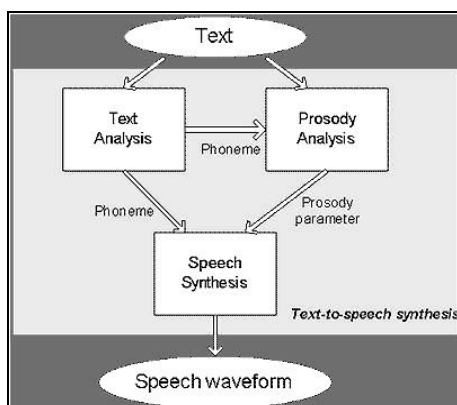 Text
Text
Analysis
Prosody
Analysis
Phoneme
Phoneme
Prosody
parameter
Speech
Synthesis
Text-to-speech synthesis
Speech waveform